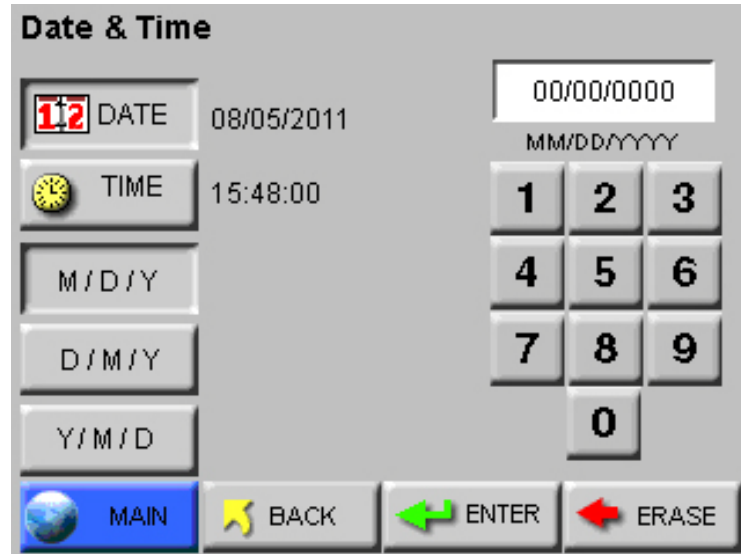 Date & Time
12 DATE 08/05/2011
00/00/0000
MM/DD/YYYY
TIME 15:48:00
1 2 3
M/D/Y
4 5 6
D/M/Y
7 8 9
Y/M/D
0
MAIN BACK ENTER ERASE